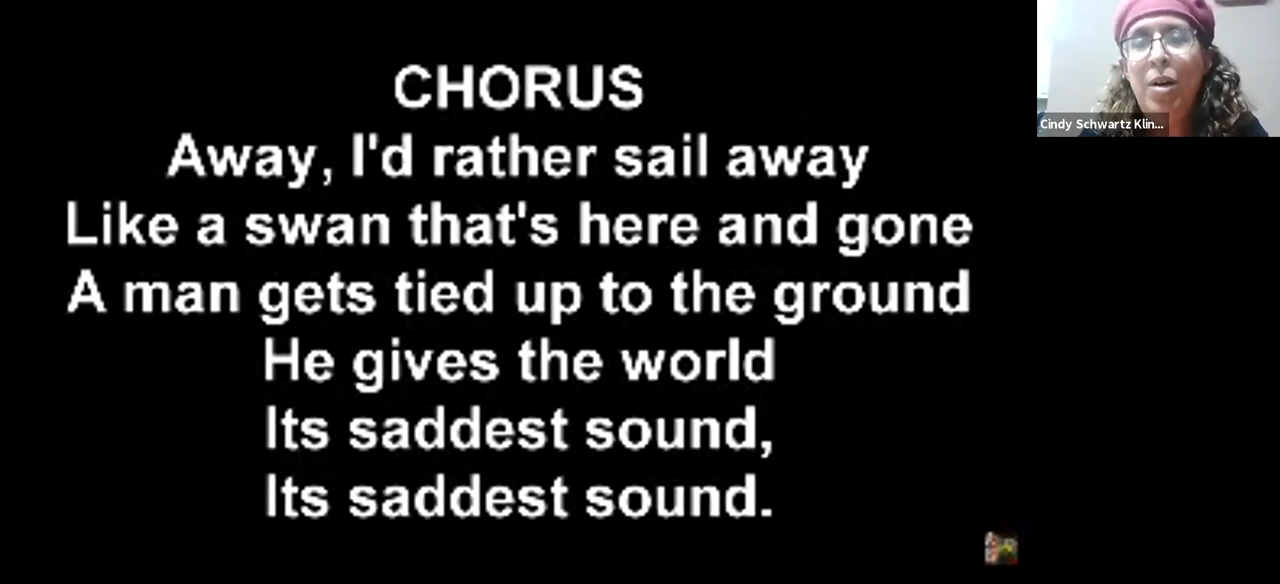 CHORUS
Away, I'd rather sail away
Like a swan that's here and gone
A man gets tied up to the ground
He gives the world
Its saddest sound,
Its saddest sound.
Cindy Schwartz Klin...